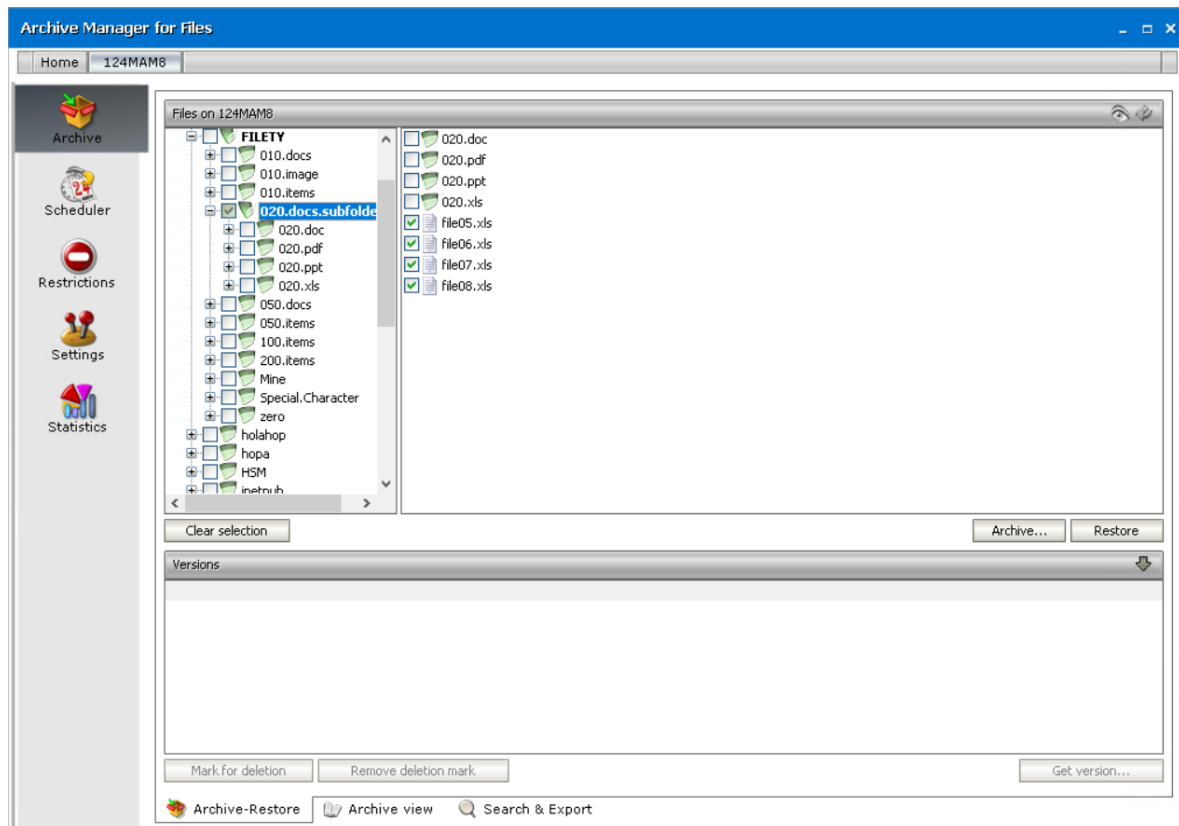 Archive Manager for Files
Home
124MAM8
Archive
Scheduler
Restrictions
Settings
Statistics
Files on 124MAM8
FILETY
010.docs
010.image
010.items
020.docs.subfolde
020.doc
020.pdf
020.ppt
020.xls
050.docs
050.items
100.items
200.items
Mine
Special.Character
zero
holahop
hopa
HSM
inetpub
020.doc
020.pdf
020.ppt
020.xls
file05.xls
file06.xls
file07.xls
file08.xls
Clear selection
Archive...
Restore
Versions
Mark for deletion
Remove deletion mark
Get version...
Archive-Restore
Archive view
Search & Export